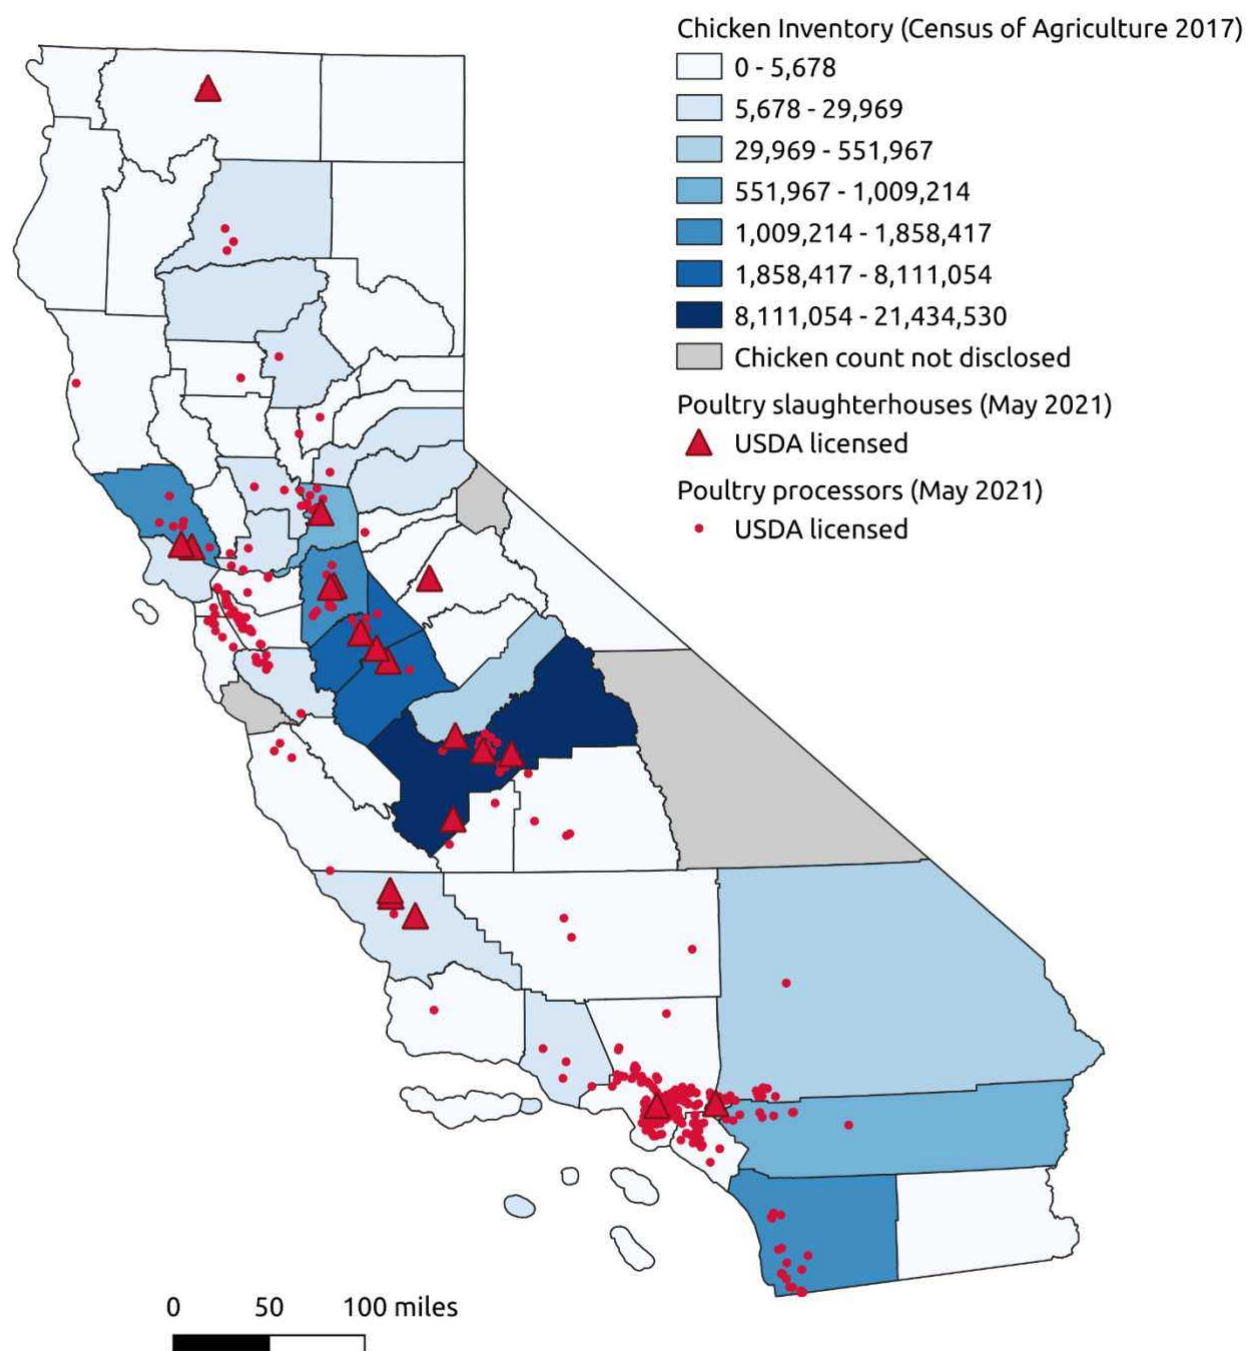 Chicken Inventory (Census of Agriculture 2017)
0 - 5,678
5,678 - 29,969
29,969 - 551,967
551,967 - 1,009,214
1,009,214 - 1,858,417
1,858,417 - 8,111,054
8,111,054 - 21,434,530
Chicken count not disclosed
Poultry slaughterhouses (May 2021)
USDA licensed
Poultry processors (May 2021)
USDA licensed
0 50 100 miles